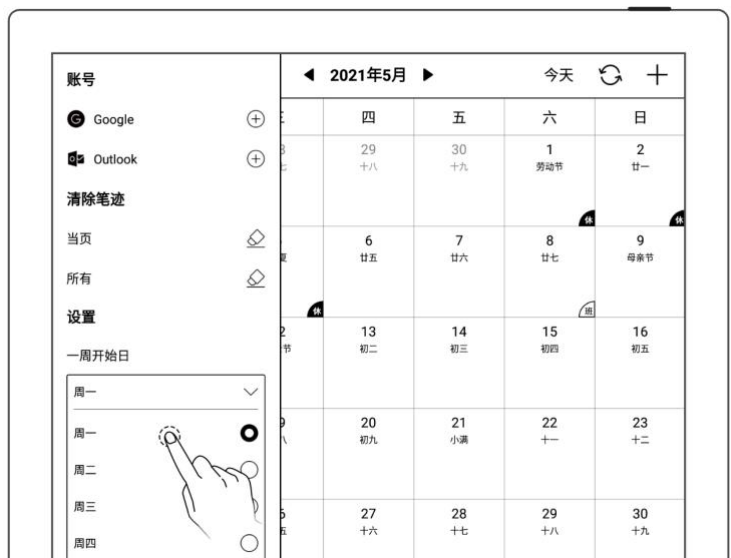 账号
Google
Outlook
清除笔迹
当页
所有
设置
一周开始日
周一
周一
周二
周三
周四
2021年5月
今天
四 五 六 日
29 30 1 2
十八 十九 劳动节 廿一
休 休
6 7 8 9
廿五 廿六 廿七 母亲节
休 班
13 14 15 16
节 初二 初三 初四 初五
20 21 22 23
初九 小满 十一 十二
27 28 29 30
十六 十七 十八 十九